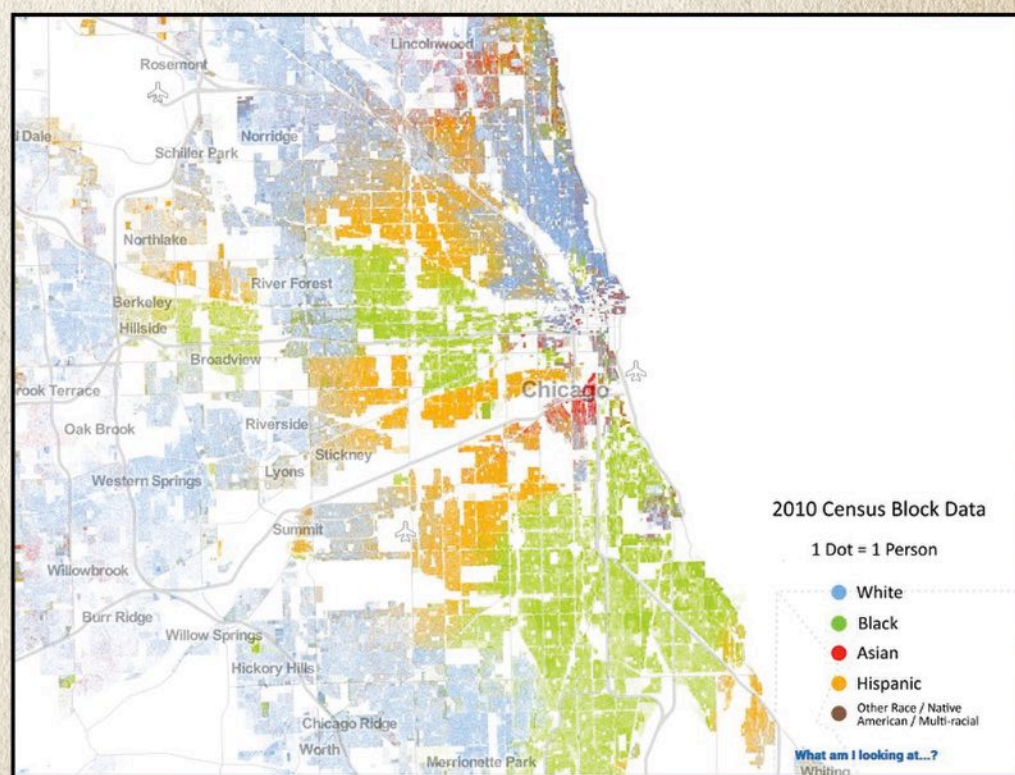 Lincolnwood
Rosemont
Norridge
l Dale
Schiller Park
Northlake
River Forest
Berkeley
Hillside
Broadview
Chicago
rook Terrace
Oak Brook
Riverside
Stickney
Lyons
Western Springs
Summit
Willowbrook
Burr Ridge
Willow Springs
Hickory Hills
Chicago Ridge
Worth
Merrionette Park
2010 Census Block Data
1 Dot = 1 Person
White
Black
Asian
Hispanic
Other Race / Native
American / Multi-racial
What am I looking at...?
Whiting